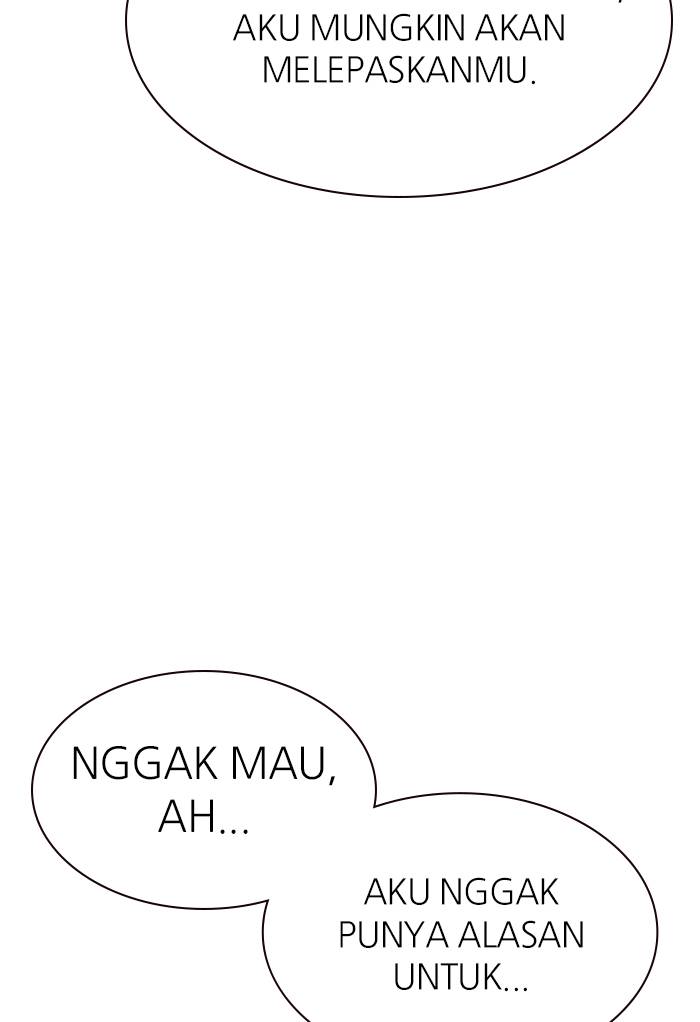 AKU MUNGKIN AKAN
MELEPASKANMU.
NGGAK MAU,
AH...
AKU NGGAK
PUNYA ALASAN
UNTUK...